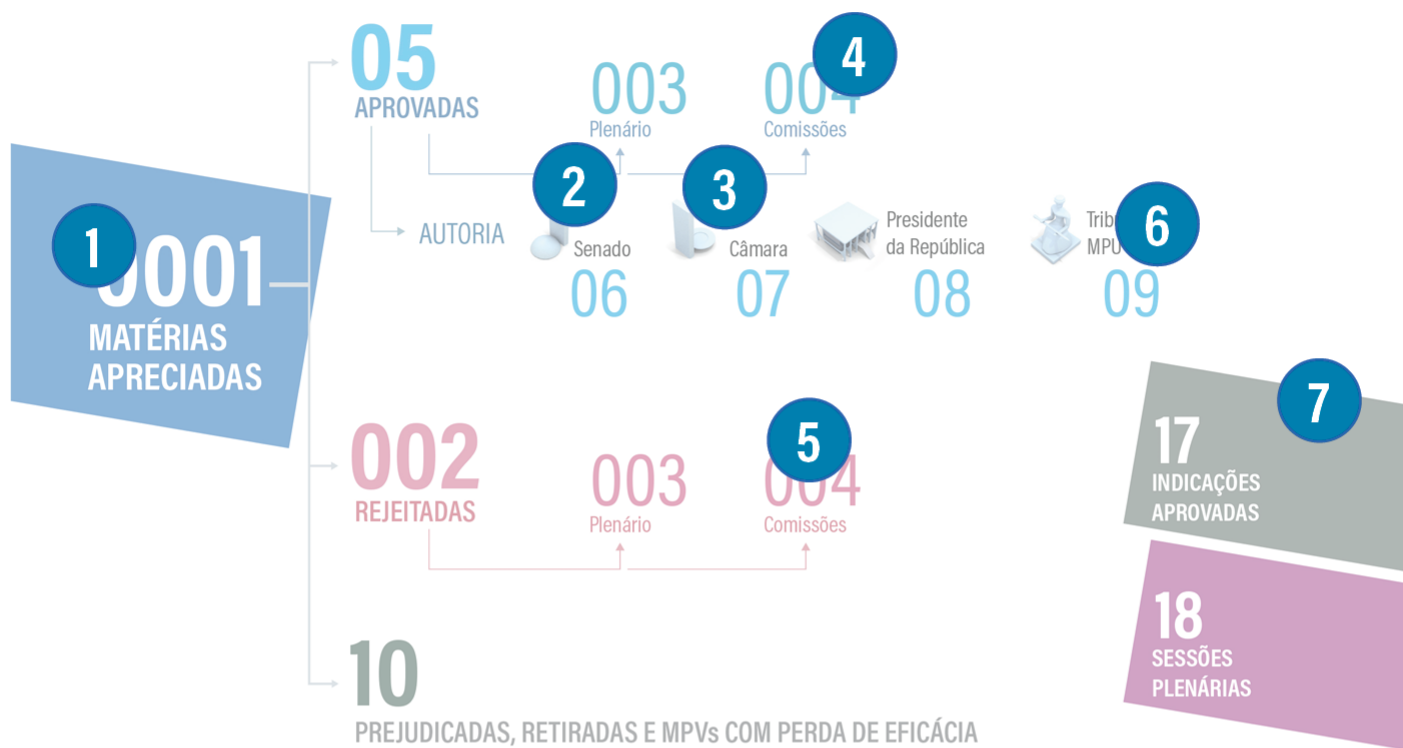 05
APROVADAS
003
Plenário
004
Comissões
4
2
3
6
AUTORIA
Senado
06
Câmara
07
Presidente
da República
08
MPU
09
1
0001
MATÉRIAS
APRECIADAS
002
REJEITADAS
003
Plenário
5
004
Comissões
7
17
INDICAÇÕES
APROVADAS
18
SESSÕES
PLENÁRIAS
10
PREJUDICADAS, RETIRADAS E MPVs COM PERDA DE EFICÁCIA